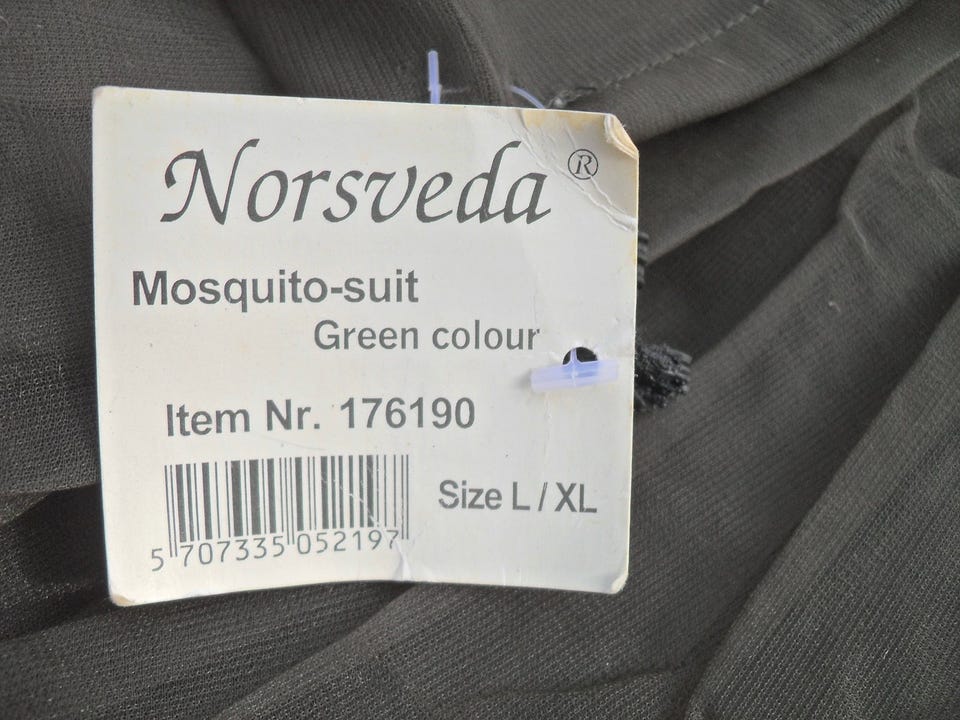 Norsveda ®
Mosquito-suit
Green colour
Item Nr. 176190
Size L / XL
5 707335 052197